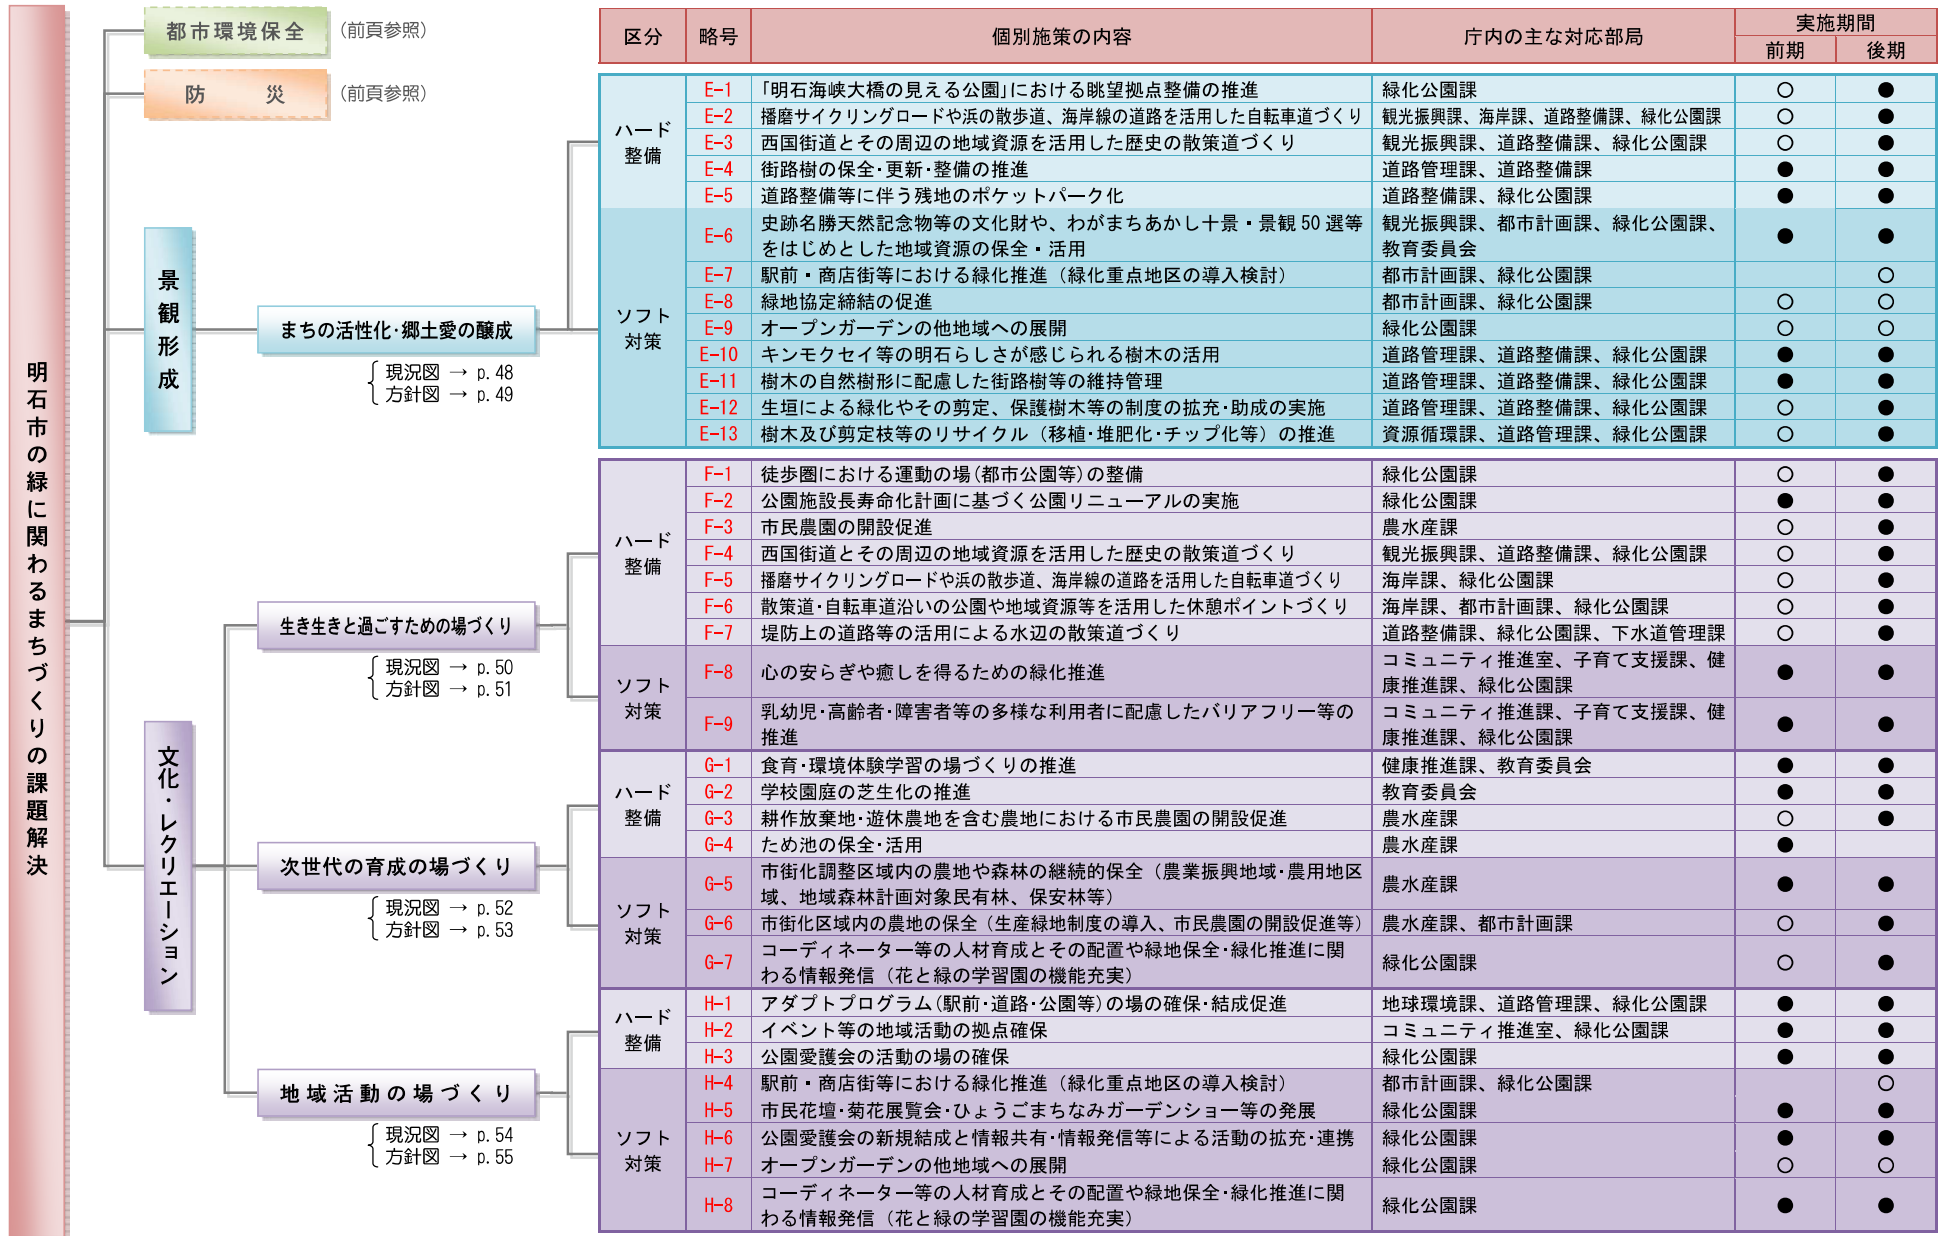 明石市の緑に関わるまちづくりの課題解決
都市環境保全 (前頁参照)
防災 (前頁参照)
景観形成
まちの活性化･郷土愛の醸成
現況図 → p.48
方針図 → p.49
文化・レクリエーション
生き生きと過ごすための場づくり
現況図 → p.50
方針図 → p.51
次世代の育成の場づくり
現況図 → p.52
方針図 → p.53
地域活動の場づくり
現況図 → p.54
方針図 → p.55
区分 略号 個別施策の内容 庁内の主な対応部局 実施期間
前期 後期
ハード
整備
E-1 「明石海峡大橋の見える公園」における眺望拠点整備の推進 緑化公園課 ○ ●
E-2 播磨サイクリングロードや浜の散歩道、海岸線の道路を活用した自転車道づくり 観光振興課、海岸課、道路整備課、緑化公園課 ○ ●
E-3 西国街道とその周辺の地域資源を活用した歴史の散策道づくり 観光振興課、道路整備課、緑化公園課 ○ ●
E-4 街路樹の保全･更新･整備の推進 道路管理課、道路整備課 ● ●
E-5 道路整備等に伴う残地のポケットパーク化 道路整備課、緑化公園課 ● ●
ソフト
対策
E-6 史跡名勝天然記念物等の文化財や、わがまちあかし十景・景観50選等
をはじめとした地域資源の保全・活用 観光振興課、都市計画課、緑化公園課、
教育委員会 ● ●
E-7 駅前・商店街等における緑化推進（緑化重点地区の導入検討） 都市計画課、緑化公園課 ○
E-8 緑地協定締結の促進 都市計画課、緑化公園課 ○ ○
E-9 オープンガーデンの他地域への展開 緑化公園課 ○ ○
E-10 キンモクセイ等の明石らしさが感じられる樹木の活用 道路管理課、道路整備課、緑化公園課 ● ●
E-11 樹木の自然樹形に配慮した街路樹等の維持管理 道路管理課、道路整備課、緑化公園課 ● ●
E-12 生垣による緑化やその剪定、保護樹木等の制度の拡充･助成の実施 道路管理課、道路整備課、緑化公園課 ○ ●
E-13 樹木及び剪定枝等のリサイクル（移植･堆肥化･チップ化等）の推進 資源循環課、道路管理課、緑化公園課 ○ ●
ハード
整備
F-1 徒歩圏における運動の場(都市公園等)の整備 緑化公園課 ○ ●
F-2 公園施設長寿命化計画に基づく公園リニューアルの実施 緑化公園課 ● ●
F-3 市民農園の開設促進 農水産課 ○ ●
F-4 西国街道とその周辺の地域資源を活用した歴史の散策道づくり 観光振興課、道路整備課、緑化公園課 ○ ●
F-5 播磨サイクリングロードや浜の散歩道、海岸線の道路を活用した自転車道づくり 海岸課、緑化公園課 ○ ●
F-6 散策道･自転車道沿いの公園や地域資源等を活用した休憩ポイントづくり 海岸課、都市計画課、緑化公園課 ○ ●
F-7 堤防上の道路等の活用による水辺の散策道づくり 道路整備課、緑化公園課、下水道管理課 ○ ●
ソフト
対策
F-8 心の安らぎや癒しを得るための緑化推進 コミュニティ推進室、子育て支援課、健
康推進課、緑化公園課 ● ●
F-9 乳幼児･高齢者･障害者等の多様な利用者に配慮したバリアフリー等の
推進 コミュニティ推進課、子育て支援課、健
康推進課、緑化公園課 ● ●
ハード
整備
G-1 食育･環境体験学習の場づくりの推進 健康推進課、教育委員会 ● ●
G-2 学校園庭の芝生化の推進 教育委員会 ● ●
G-3 耕作放棄地･遊休農地を含む農地における市民農園の開設促進 農水産課 ○ ●
G-4 ため池の保全･活用 農水産課 ●
ソフト
対策
G-5 市街化調整区域内の農地や森林の継続的保全（農業振興地域･農用地区
域、地域森林計画対象民有林、保安林等） 農水産課 ● ●
G-6 市街化区域内の農地の保全（生産緑地制度の導入、市民農園の開設促進等） 農水産課、都市計画課 ○ ●
G-7 コーディネーター等の人材育成とその配置や緑地保全･緑化推進に関
わる情報発信（花と緑の学習園の機能充実） 緑化公園課 ○ ●
ハード
整備
H-1 アダプトプログラム(駅前･道路･公園等)の場の確保･結成促進 地球環境課、道路管理課、緑化公園課 ● ●
H-2 イベント等の地域活動の拠点確保 コミュニティ推進室、緑化公園課 ● ●
H-3 公園愛護会の活動の場の確保 緑化公園課 ● ●
ソフト
対策
H-4 駅前・商店街等における緑化推進（緑化重点地区の導入検討） 都市計画課、緑化公園課 ○
H-5 市民花壇･菊花展覧会･ひょうごまちなみガーデンショー等の発展 緑化公園課 ● ●
H-6 公園愛護会の新規結成と情報共有･情報発信等による活動の拡充･連携 緑化公園課 ● ●
H-7 オープンガーデンの他地域への展開 緑化公園課 ○ ○
H-8 コーディネーター等の人材育成とその配置や緑地保全･緑化推進に関
わる情報発信（花と緑の学習園の機能充実） 緑化公園課 ● ●